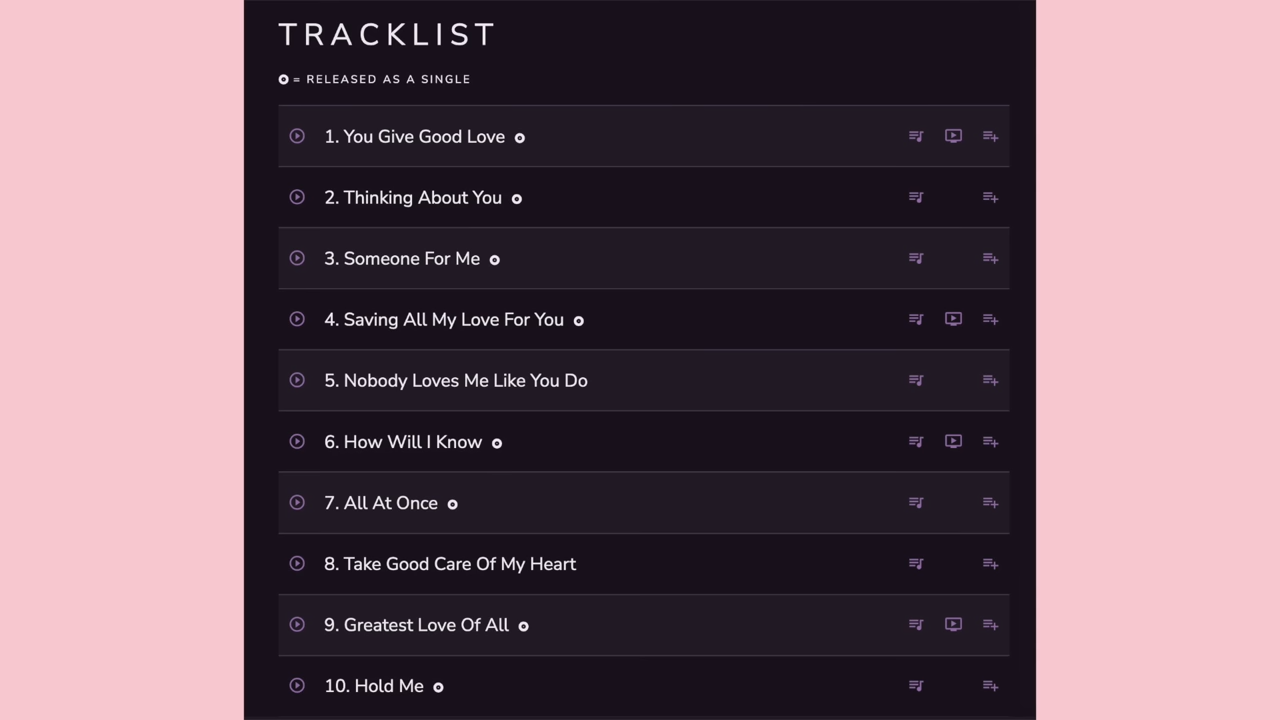 TRACKLIST
= RELEASED AS A SINGLE
1. You Give Good Love
2. Thinking About You
3. Someone For Me
4. Saving All My Love For You
5. Nobody Loves Me Like You Do
6. How Will I Know
7. All At Once
8. Take Good Care Of My Heart
9. Greatest Love Of All
10. Hold Me